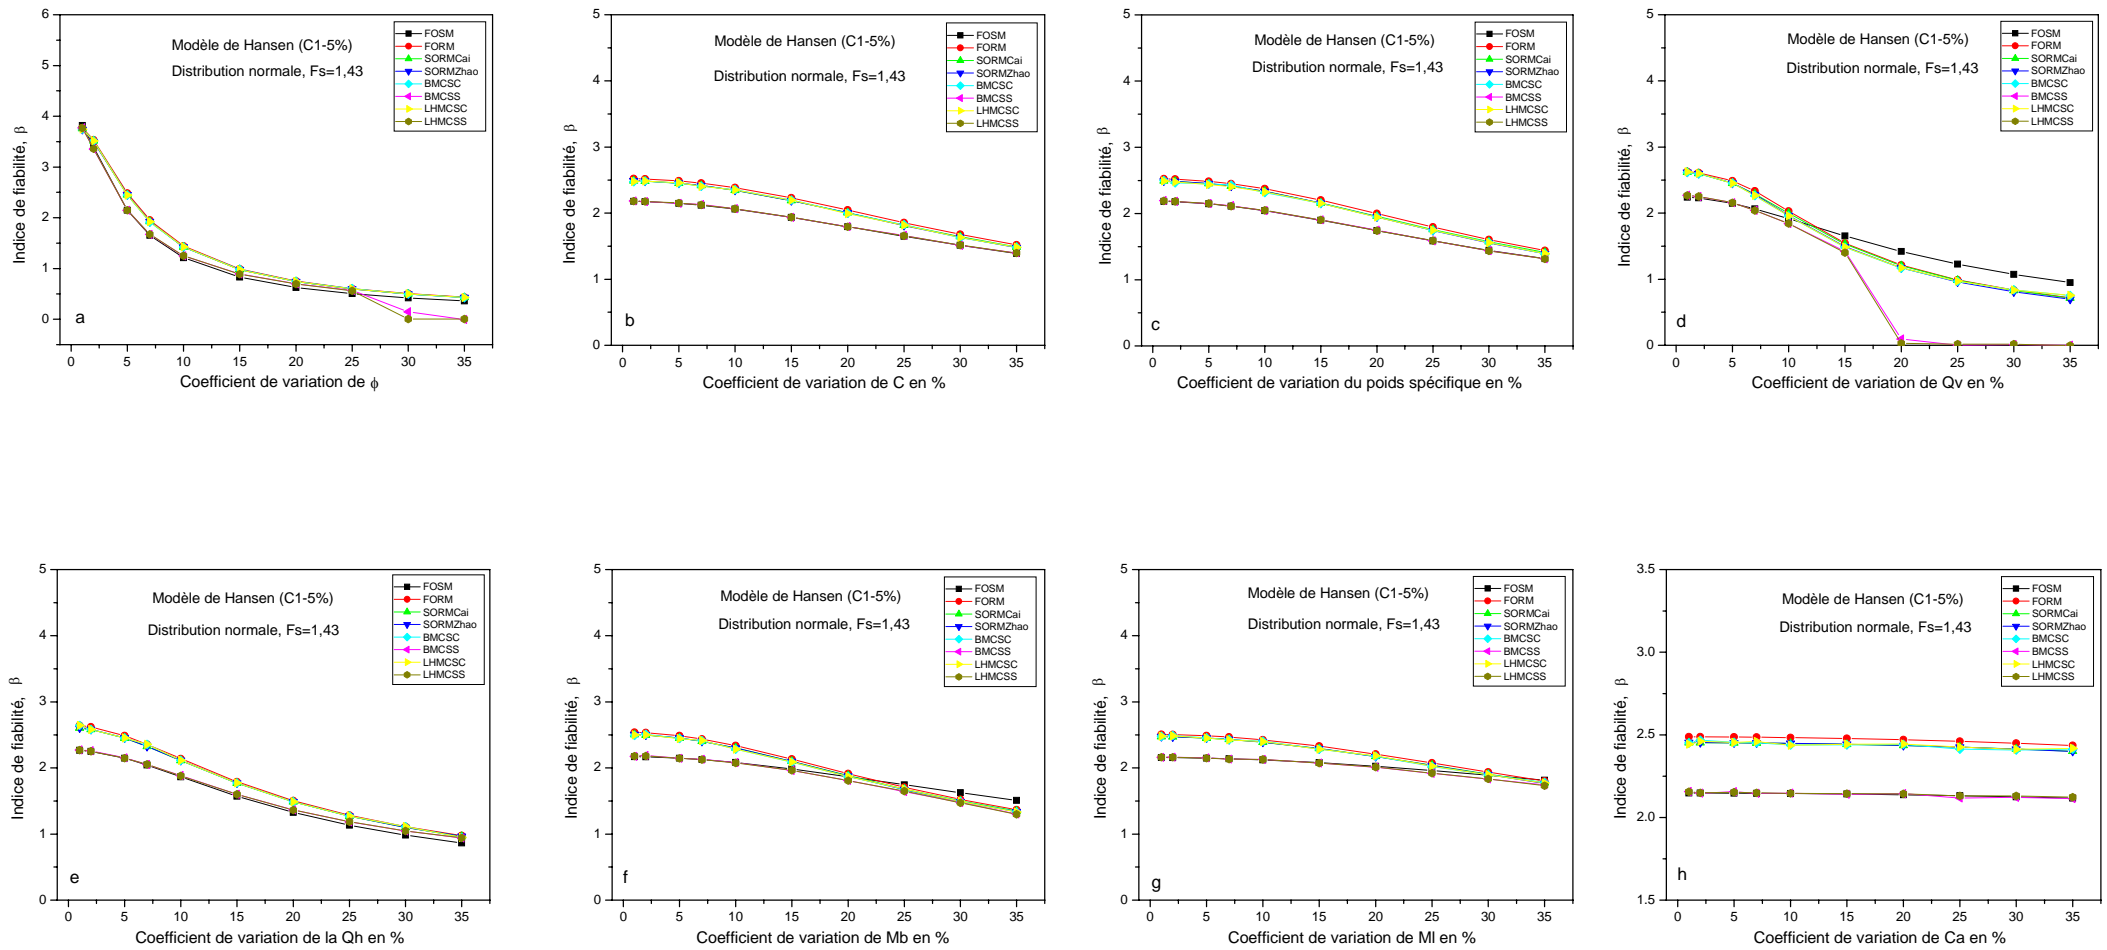 Modèle de Hansen (C1-5%)
Distribution normale, Fs=1,43
FOSM
FORM
SORMCai
SORMZhao
BMCSC
BMCSS
LHMCSC
LHMCSS
Indice de fiabilité, β
6
5
4
3
2
1
0
a
0 5 10 15 20 25 30 35
Coefficient de variation de ϕ
Modèle de Hansen (C1-5%)
Distribution normale, Fs=1,43
FOSM
FORM
SORMCai
SORMZhao
BMCSC
BMCSS
LHMCSC
LHMCSS
Indice de fiabilité, β
5
4
3
2
1
0
b
0 5 10 15 20 25 30 35
Coefficient de variation de C en %
Modèle de Hansen (C1-5%)
Distribution normale, Fs=1,43
FOSM
FORM
SORMCai
SORMZhao
BMCSC
BMCSS
LHMCSC
LHMCSS
Indice de fiabilité, β
5
4
3
2
1
0
c
0 5 10 15 20 25 30 35
Coefficient de variation du poids spécifique en %
Modèle de Hansen (C1-5%)
Distribution normale, Fs=1,43
FOSM
FORM
SORMCai
SORMZhao
BMCSC
BMCSS
LHMCSC
LHMCSS
Indice de fiabilité, β
5
4
3
2
1
0
d
0 5 10 15 20 25 30 35
Coefficient de variation de Qv en %
Modèle de Hansen (C1-5%)
Distribution normale, Fs=1,43
FOSM
FORM
SORMCai
SORMZhao
BMCSC
BMCSS
LHMCSC
LHMCSS
Indice de fiabilité, β
5
4
3
2
1
0
e
0 5 10 15 20 25 30 35
Coefficient de variation de la Qh en %
Modèle de Hansen (C1-5%)
Distribution normale, Fs=1,43
FOSM
FORM
SORMCai
SORMZhao
BMCSC
BMCSS
LHMCSC
LHMCSS
Indice de fiabilité, β
5
4
3
2
1
0
f
0 5 10 15 20 25 30 35
Coefficient de variation de Mb en %
Modèle de Hansen (C1-5%)
Distribution normale, Fs=1,43
FOSM
FORM
SORMCai
SORMZhao
BMCSC
BMCSS
LHMCSC
LHMCSS
Indice de fiabilité, β
5
4
3
2
1
0
g
0 5 10 15 20 25 30 35
Coefficient de variation de Ml en %
Modèle de Hansen (C1-5%)
Distribution normale, Fs=1,43
FOSM
FORM
SORMCai
SORMZhao
BMCSC
BMCSS
LHMCSC
LHMCSS
Indice de fiabilité, β
3.5
3.0
2.5
2.0
1.5
h
0 5 10 15 20 25 30 35
Coefficient de variation de Ca en %